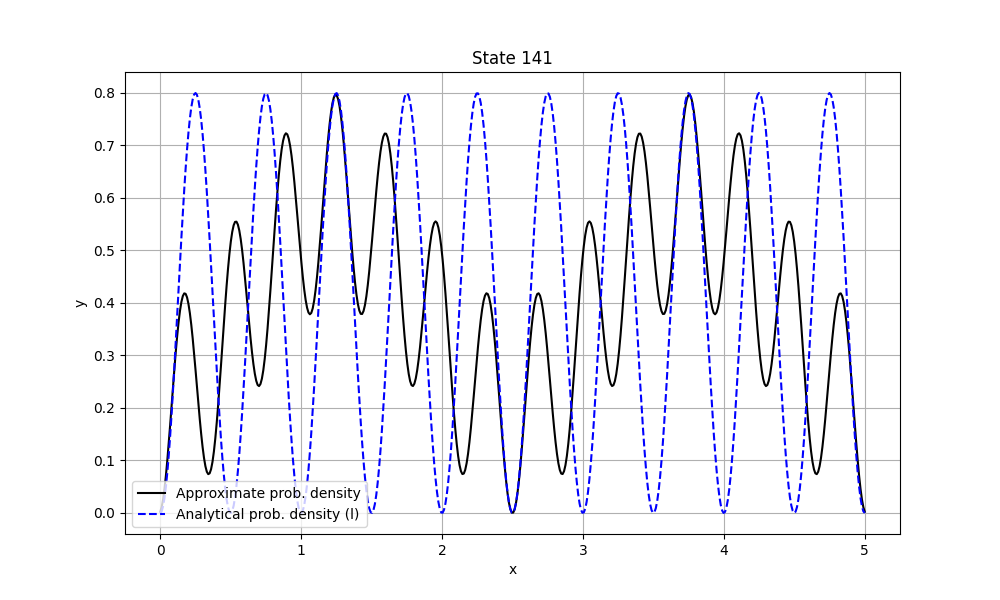 State 141
y
0.8
0.7
0.6
0.5
0.4
0.3
0.2
0.1
0.0
Approximate prob. density
Analytical prob. density (l)
0 1 2 3 4 5
x